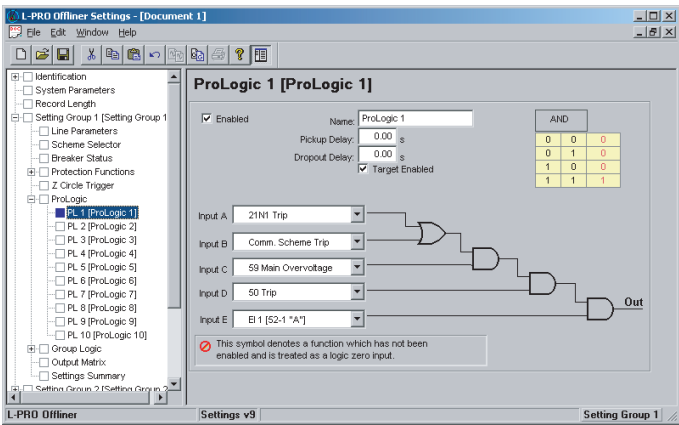 L-PRO Offliner Settings - [Document 1]
File Edit Window Help
Identification
System Parameters
Record Length
Setting Group 1 [Setting Group 1
Line Parameters
Scheme Selector
Breaker Status
Protection Functions
Z Circle Trigger
ProLogic
PL 1 [ProLogic 1]
PL 2 [ProLogic 2]
PL 3 [ProLogic 3]
PL 4 [ProLogic 4]
PL 5 [ProLogic 5]
PL 6 [ProLogic 6]
PL 7 [ProLogic 7]
PL 8 [ProLogic 8]
PL 9 [ProLogic 9]
PL 10 [ProLogic 10]
Group Logic
Output Matrix
Settings Summary
Setting Group 2 [Setting Group 2
ProLogic 1 [ProLogic 1]
Enabled
Name: ProLogic 1
Pickup Delay: 0.00 s
Dropout Delay: 0.00 s
Target Enabled
AND
0 0 0
0 1 0
1 0 0
1 1 1
Input A 21N1 Trip
Input B Comm. Scheme Trip
Input C 59 Main Overvoltage
Input D 50 Trip
Input E EI 1 [52-1 "A"]
Out
This symbol denotes a function which has not been
enabled and is treated as a logic zero input.
L-PRO Offliner
Settings v9
Setting Group 1